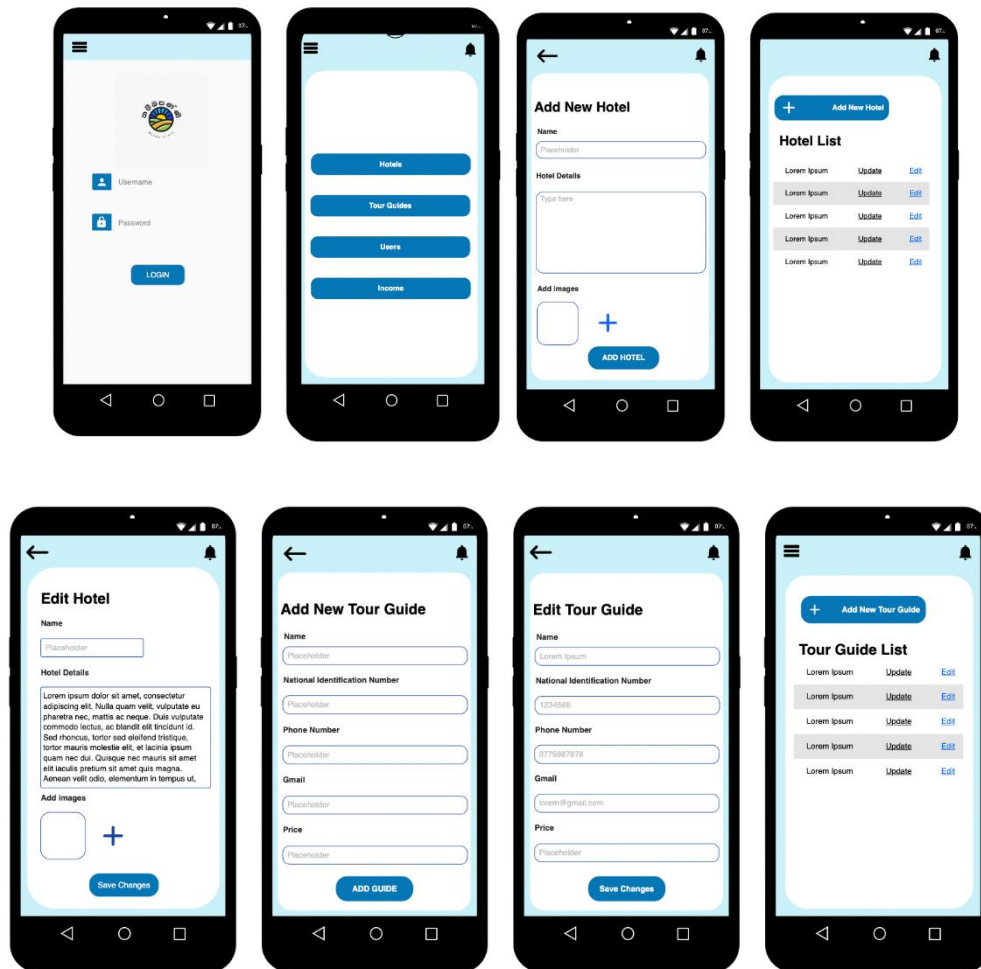 07..
Username
Password
LOGIN
Hotels
Tour Guides
Users
Income
07..
Add New Hotel
Name
Placeholder
Hotel Details
Type here
Add images
ADD HOTEL
07..
Add New Hotel
Hotel List
Lorem Ipsum Update Edit
Lorem Ipsum Update Edit
Lorem Ipsum Update Edit
Lorem Ipsum Update Edit
Lorem Ipsum Update Edit
07..
Edit Hotel
Name
Placeholder
Hotel Details
Lorem ipsum dolor sit amet, consectetur
adipiscing elit. Nulla quam velit, vulputate eu
pharetra nec, mattis ac neque. Duis vulputate
commodo lectus, ac blandit elit tincidunt id.
Sed rhoncus, tortor sed eleifend tristique,
tortor mauris molestie elit, et lacinia ipsum
quam nec dui. Quisque nec mauris sit amet
elit iaculis pretium sit amet quis magna.
Aenean velit odio, elementum in tempus ut,
Add images
Save Changes
07..
Add New Tour Guide
Name
Placeholder
National Identification Number
Placeholder
Phone Number
Placeholder
Gmail
Placeholder
Price
Placeholder
ADD GUIDE
07..
Edit Tour Guide
Name
Lorem Ipsum
National Identification Number
1234566
Phone Number
0775987878
Gmail
lorem@gmail.com
Price
Placeholder
Save Changes
07..
Add New Tour Guide
Tour Guide List
Lorem Ipsum Update Edit
Lorem Ipsum Update Edit
Lorem Ipsum Update Edit
Lorem Ipsum Update Edit
Lorem Ipsum Update Edit